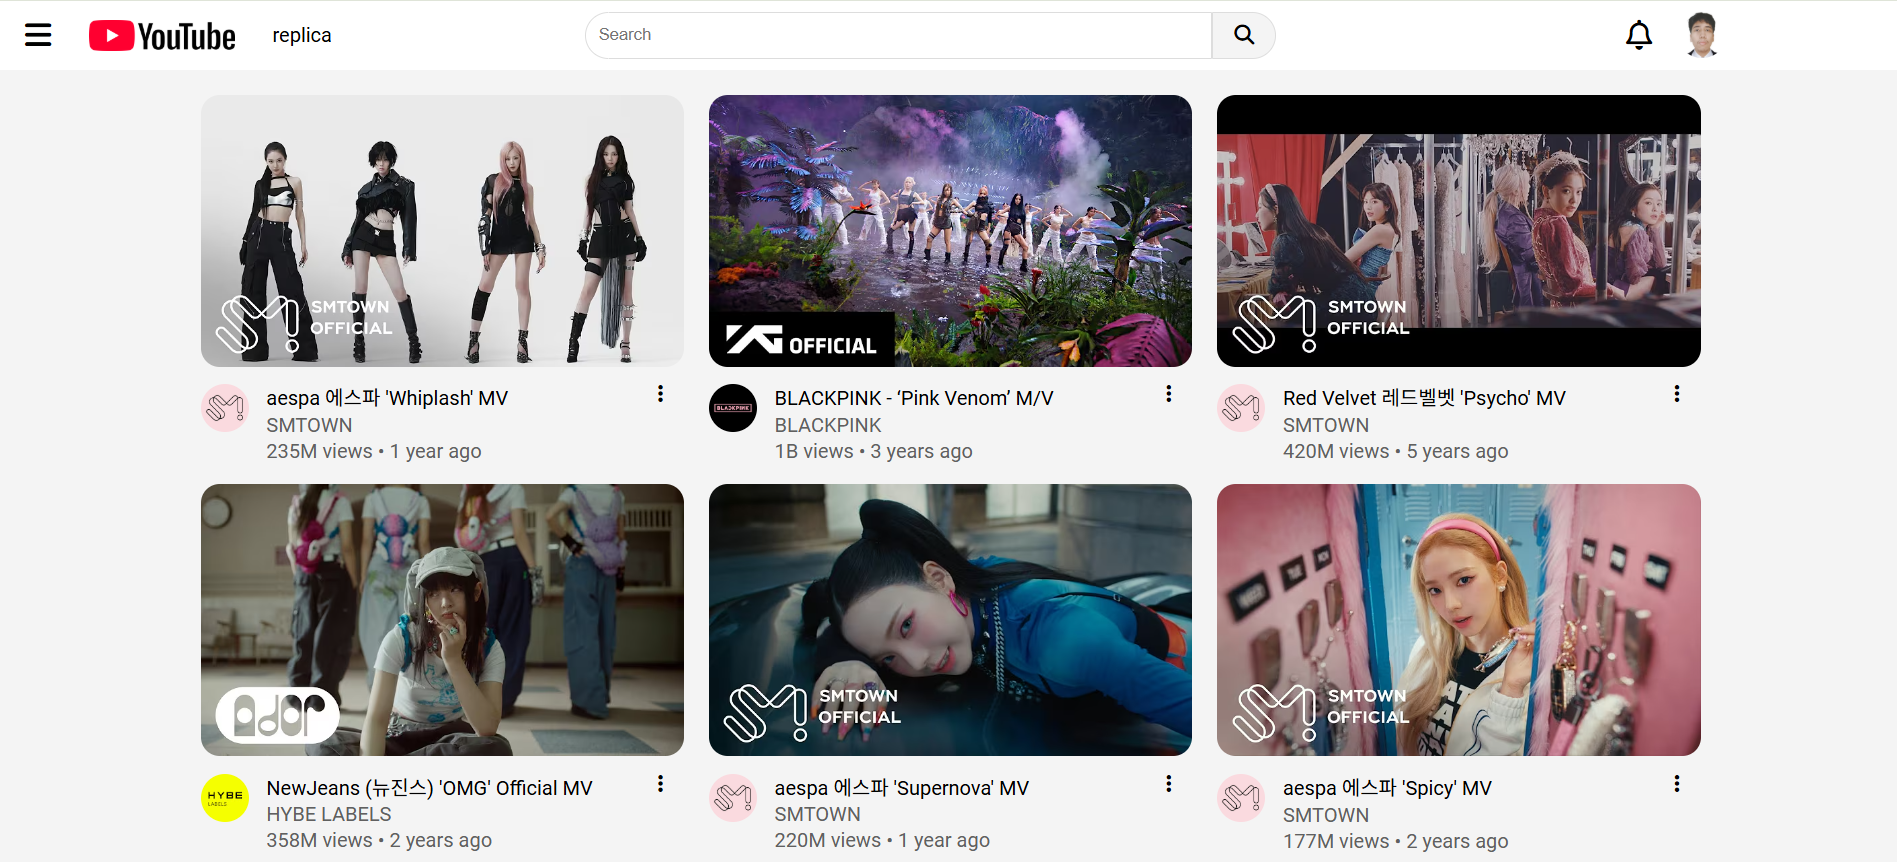 YouTube
replica
Search
SMTOWN
OFFICIAL
YG OFFICIAL
SMTOWN
OFFICIAL
aespa 에스파 'Whiplash' MV
SMTOWN
235M views • 1 year ago
BLACKPINK
BLACKPINK - ‘Pink Venom’ M/V
BLACKPINK
1B views • 3 years ago
Red Velvet 레드벨벳 'Psycho' MV
SMTOWN
420M views • 5 years ago
ador
SMTOWN
OFFICIAL
SMTOWN
OFFICIAL
HYBE
LABELS
NewJeans (뉴진스) 'OMG' Official MV
HYBE LABELS
358M views • 2 years ago
aespa 에스파 'Supernova' MV
SMTOWN
220M views • 1 year ago
aespa 에스파 'Spicy' MV
SMTOWN
177M views • 2 years ago